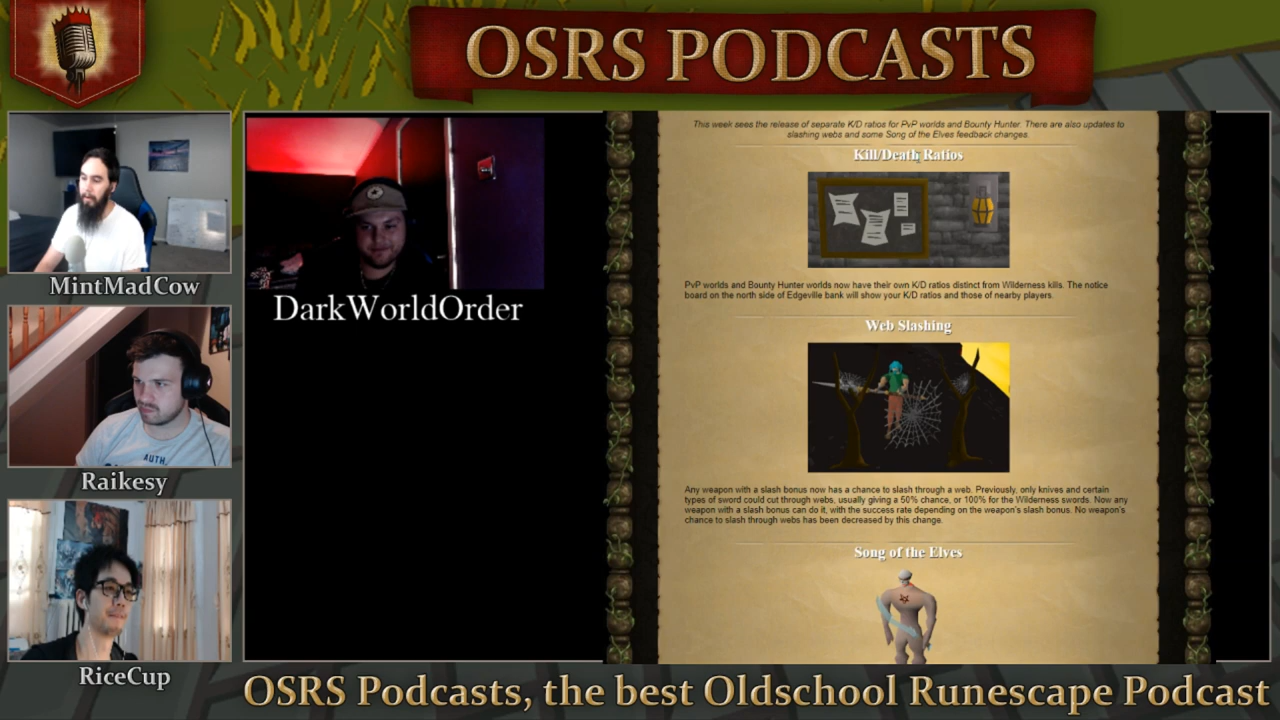 OSRS PODCASTS
MintMadCow
Raikesy
AUTH.
RiceCup
DarkWorldOrder
This week sees the release of separate K/D ratios for PvP worlds and Bounty Hunter. There are also updates to
slashing webs and some Song of the Elves feedback changes.
Kill/Death Ratios
PvP worlds and Bounty Hunter worlds now have their own K/D ratios distinct from Wilderness kills. The notice
board on the north side of Edgeville bank will show your K/D ratios and those of nearby players.
Web Slashing
Any weapon with a slash bonus now has a chance to slash through a web. Previously, only knives and certain
types of sword could cut through webs, usually giving a 50% chance, or 100% for the Wilderness swords. Now any
weapon with a slash bonus can do it, with the success rate depending on the weapon's slash bonus. No weapon's
chance to slash through webs has been decreased by this change.
Song of the Elves
OSRS Podcasts, the best Oldschool Runescape Podcast